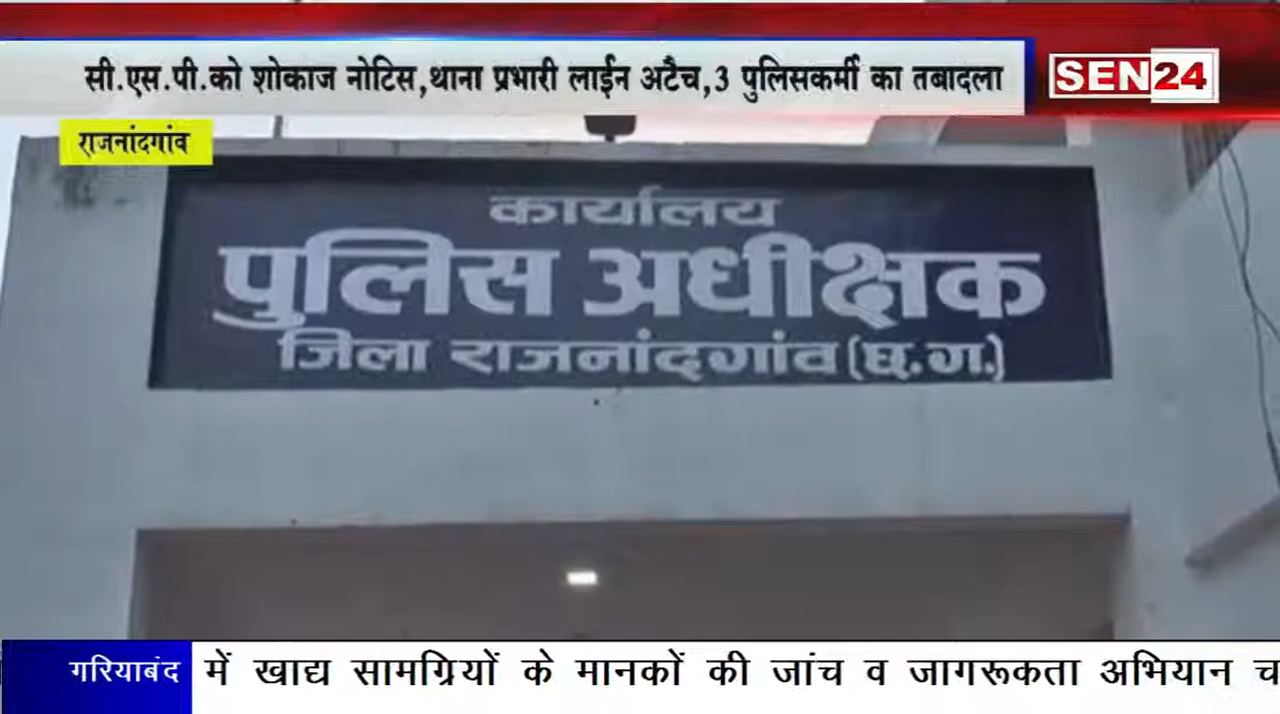 सी.एस.पी.को शोकाज नोटिस,थाना प्रभारी लाईन अटैच,3 पुलिसकर्मी का तबादला
SEN24
राजनांदगांव
कार्यालय
पुलिस अधीक्षक
जिला राजनांदगांव (छ.ग.)
गरियाबंद में खाद्य सामग्रियों के मानकों की जांच व जागरूकता अभियान च